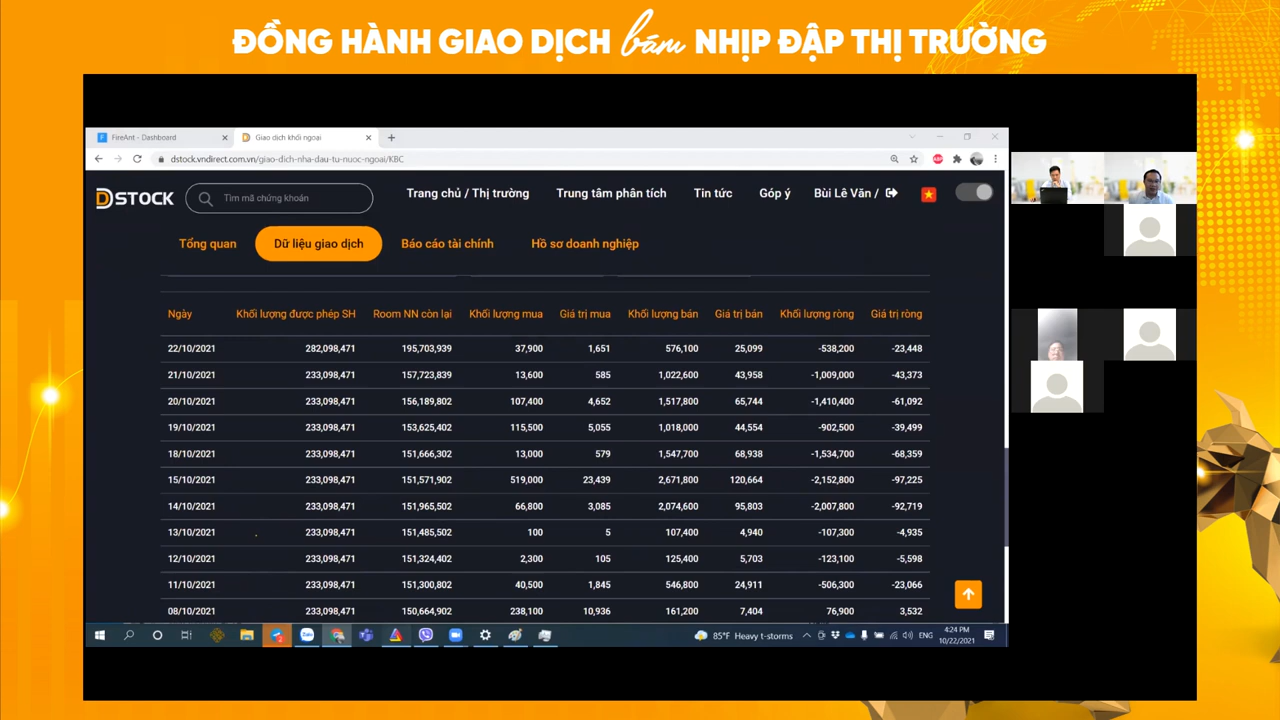 ĐỒNG HÀNH GIAO DỊCH bám NHỊP ĐẬP THỊ TRƯỜNG
FireAnt - Dashboard
Giao dịch khối ngoại
dstock.vndirect.com.vn/giao-dich-nha-dau-tu-nuoc-ngoai/KBC
ABP
DSTOCK
Tìm mã chứng khoán
Trang chủ / Thị trường
Trung tâm phân tích
Tin tức
Góp ý
Bùi Lê Văn /
Tổng quan
Dữ liệu giao dịch
Báo cáo tài chính
Hồ sơ doanh nghiệp
Ngày Khối lượng được phép SH Room NN còn lại Khối lượng mua Giá trị mua Khối lượng bán Giá trị bán Khối lượng ròng Giá trị ròng
22/10/2021 282,098,471 195,703,939 37,900 1,651 576,100 25,099 -538,200 -23,448
21/10/2021 233,098,471 157,723,839 13,600 585 1,022,600 43,958 -1,009,000 -43,373
20/10/2021 233,098,471 156,189,802 107,400 4,652 1,517,800 65,744 -1,410,400 -61,092
19/10/2021 233,098,471 153,625,402 115,500 5,055 1,018,000 44,554 -902,500 -39,499
18/10/2021 233,098,471 151,666,302 13,000 579 1,547,700 68,938 -1,534,700 -68,359
15/10/2021 233,098,471 151,571,902 519,000 23,439 2,671,800 120,664 -2,152,800 -97,225
14/10/2021 233,098,471 151,965,502 66,800 3,085 2,074,600 95,803 -2,007,800 -92,719
13/10/2021 233,098,471 151,485,502 100 5 107,400 4,940 -107,300 -4,935
12/10/2021 233,098,471 151,324,402 2,300 105 125,400 5,703 -123,100 -5,598
11/10/2021 233,098,471 151,300,802 40,500 1,845 546,800 24,911 -506,300 -23,066
08/10/2021 233,098,471 150,664,902 238,100 10,936 161,200 7,404 76,900 3,532
Zalo
85°F Heavy t-storms
ENG
4:24 PM
10/22/2021